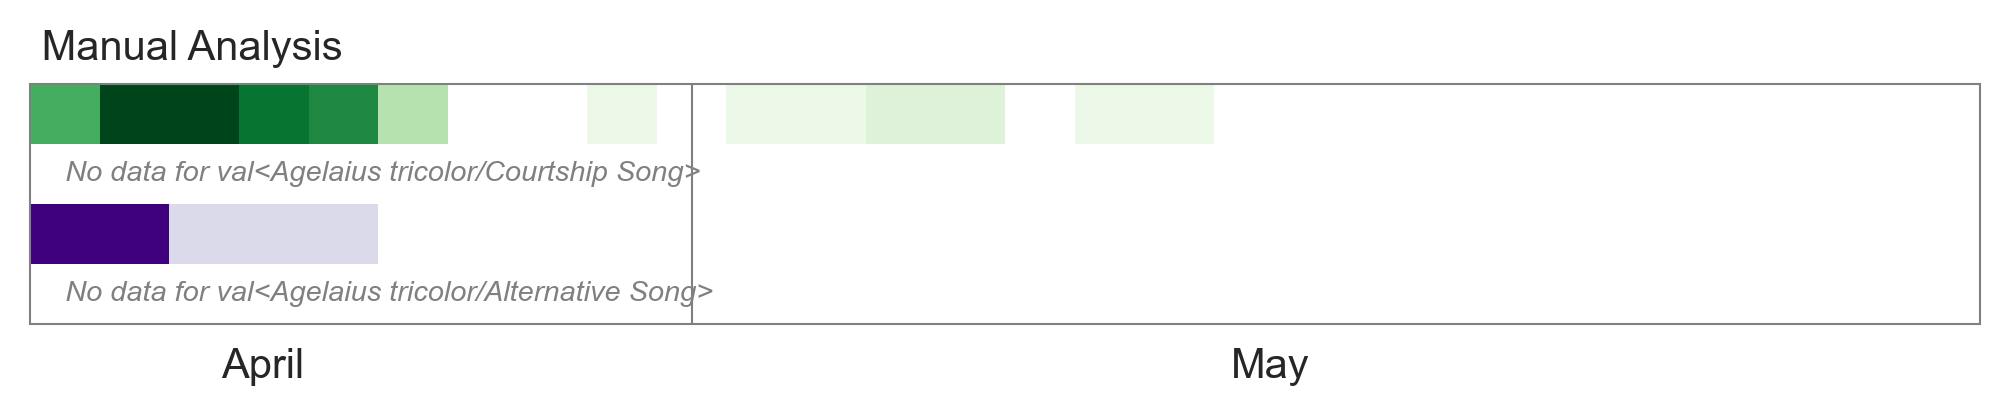 Manual Analysis
No data for val<Agelaius tricolor/Courtship Song>
No data for val<Agelaius tricolor/Alternative Song>
April
May